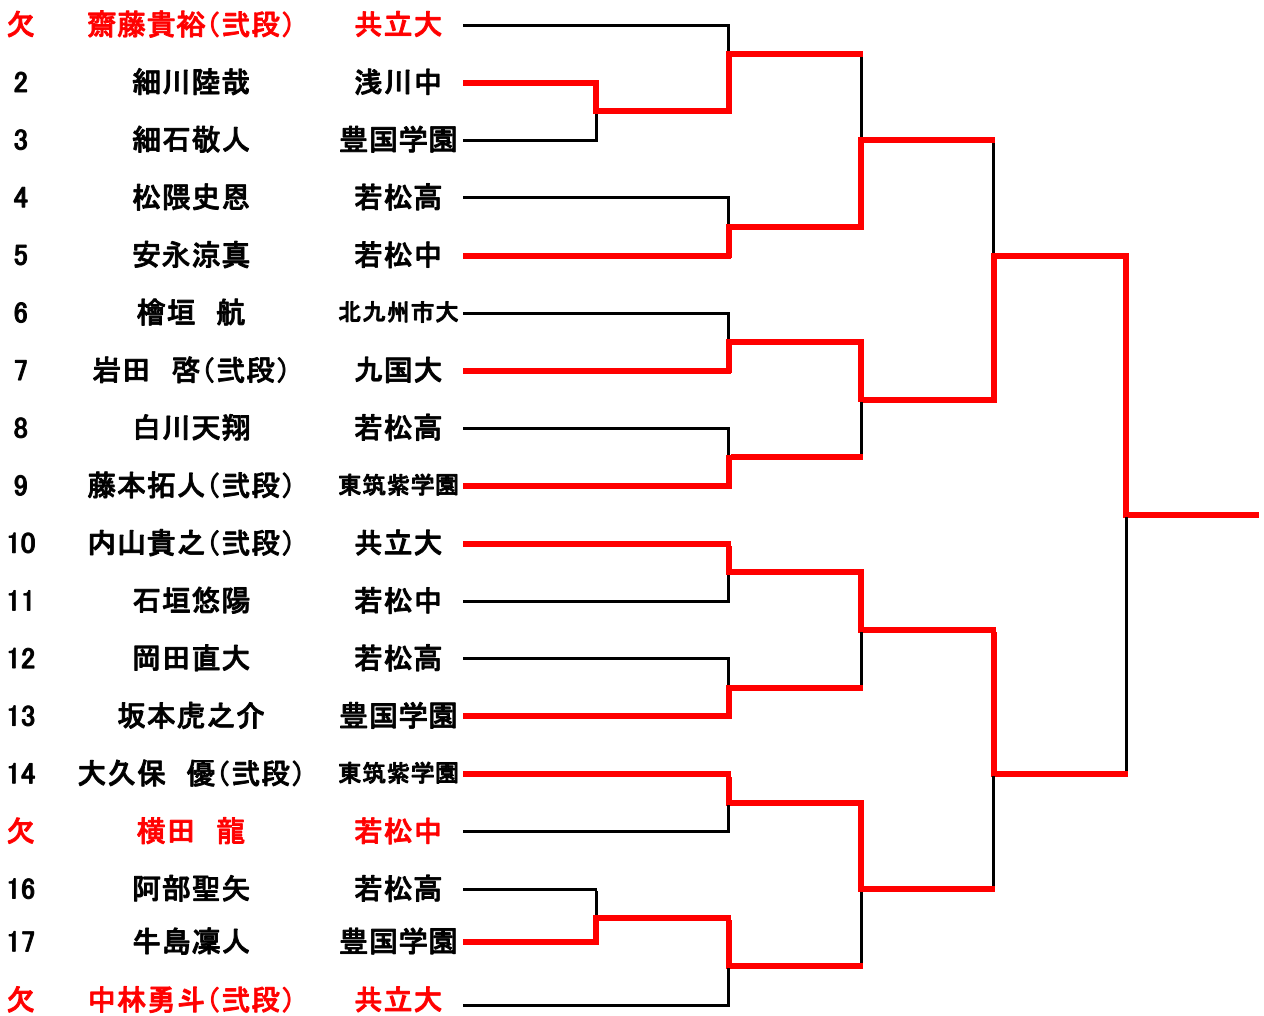 欠 齋藤貴裕(弐段) 共立大
2 細川陸哉 浅川中
3 細石敬人 豊国学園
4 松隈史恩 若松高
5 安永涼真 若松中
6 檜垣　航 北九州市大
7 岩田　啓(弐段) 九国大
8 白川天翔 若松高
9 藤本拓人(弐段) 東筑紫学園
10 内山貴之(弐段) 共立大
11 石垣悠陽 若松中
12 岡田直大 若松高
13 坂本虎之介 豊国学園
14 大久保　優(弐段) 東筑紫学園
欠 横田　龍 若松中
16 阿部聖矢 若松高
17 牛島凜人 豊国学園
欠 中林勇斗(弐段) 共立大